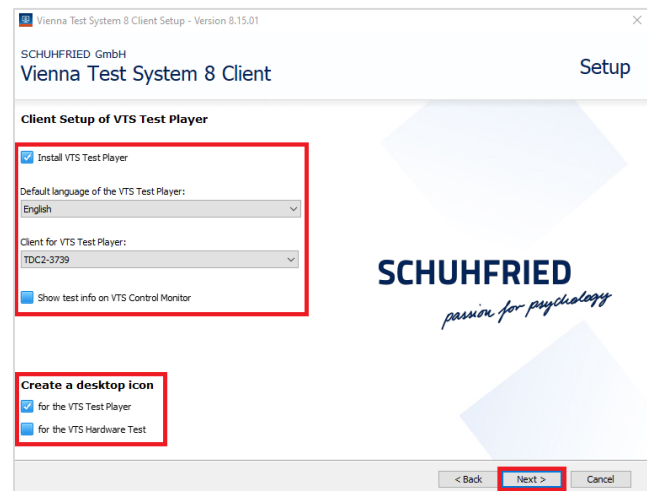 Vienna Test System 8 Client Setup - Version 8.15.01
SCHUHFRIED GmbH
Vienna Test System 8 Client
Setup
Client Setup of VTS Test Player
Install VTS Test Player
Default language of the VTS Test Player:
English
Client for VTS Test Player:
TDC2-3739
SCHUHFRIED
passion for psychology
Show test info on VTS Control Monitor
Create a desktop icon
for the VTS Test Player
for the VTS Hardware Test
< Back Next > Cancel